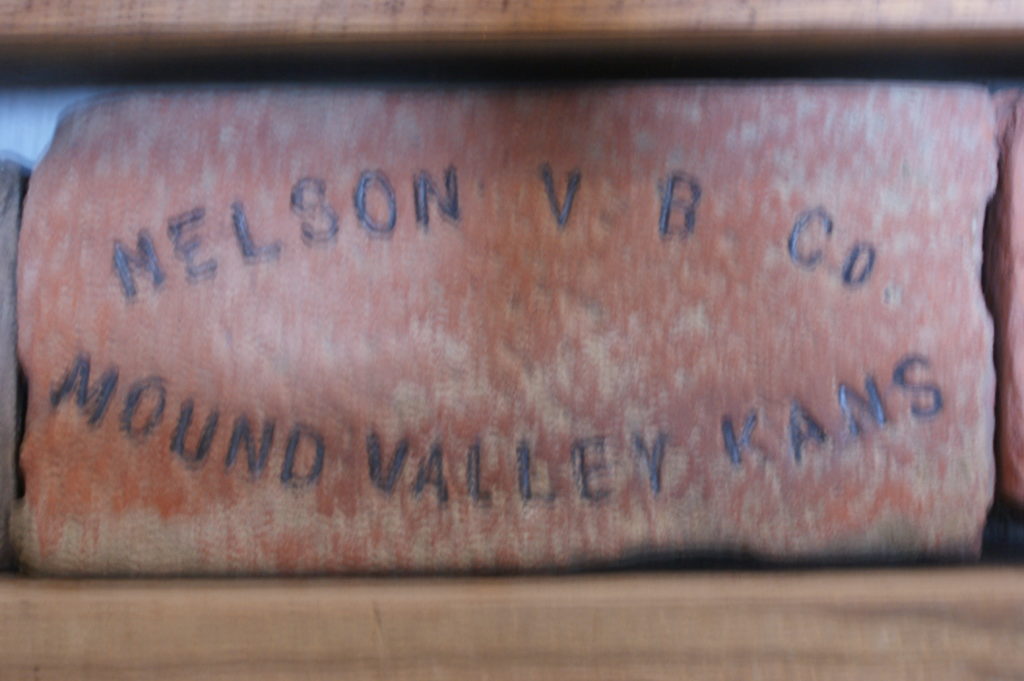 NELSON V B CO.
MOUND VALLEY KANS